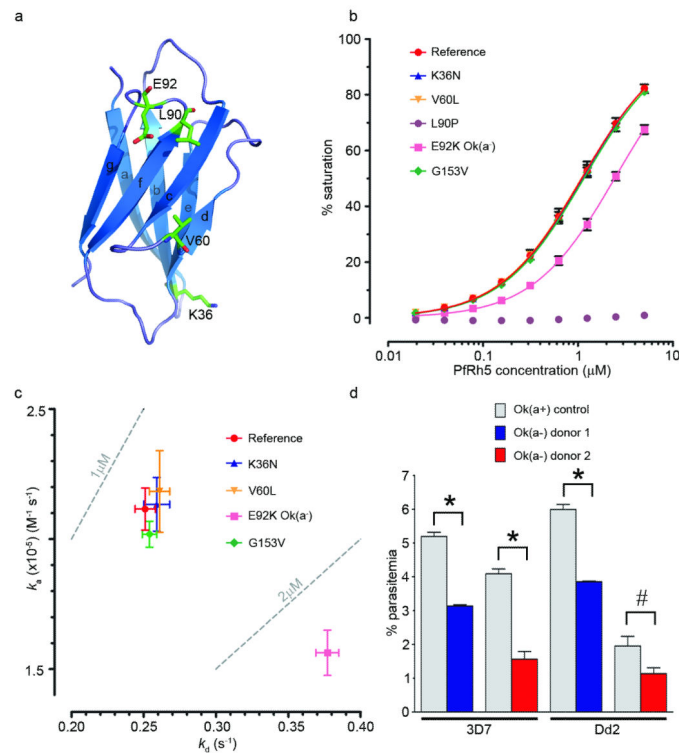 a
E92
L90
g
a
f
b
c
e
d
V60
K36
b
% saturation
100
80
60
40
20
0
Reference
K36N
V60L
L90P
E92K Ok(aˉ)
G153V
0.01
0.1
1
10
PfRh5 concentration (μM)
c
kₐ (x10⁻⁵) (M⁻¹ s⁻¹)
2.5
1.5
1μM
2μM
Reference
K36N
V60L
E92K Ok(aˉ)
G153V
0.20
0.25
0.30
0.35
0.40
k_d (s⁻¹)
d
Ok(a+) control
Ok(a-) donor 1
Ok(a-) donor 2
% parasitemia
6
5
4
3
2
1
0
*
*
*
#
3D7
Dd2